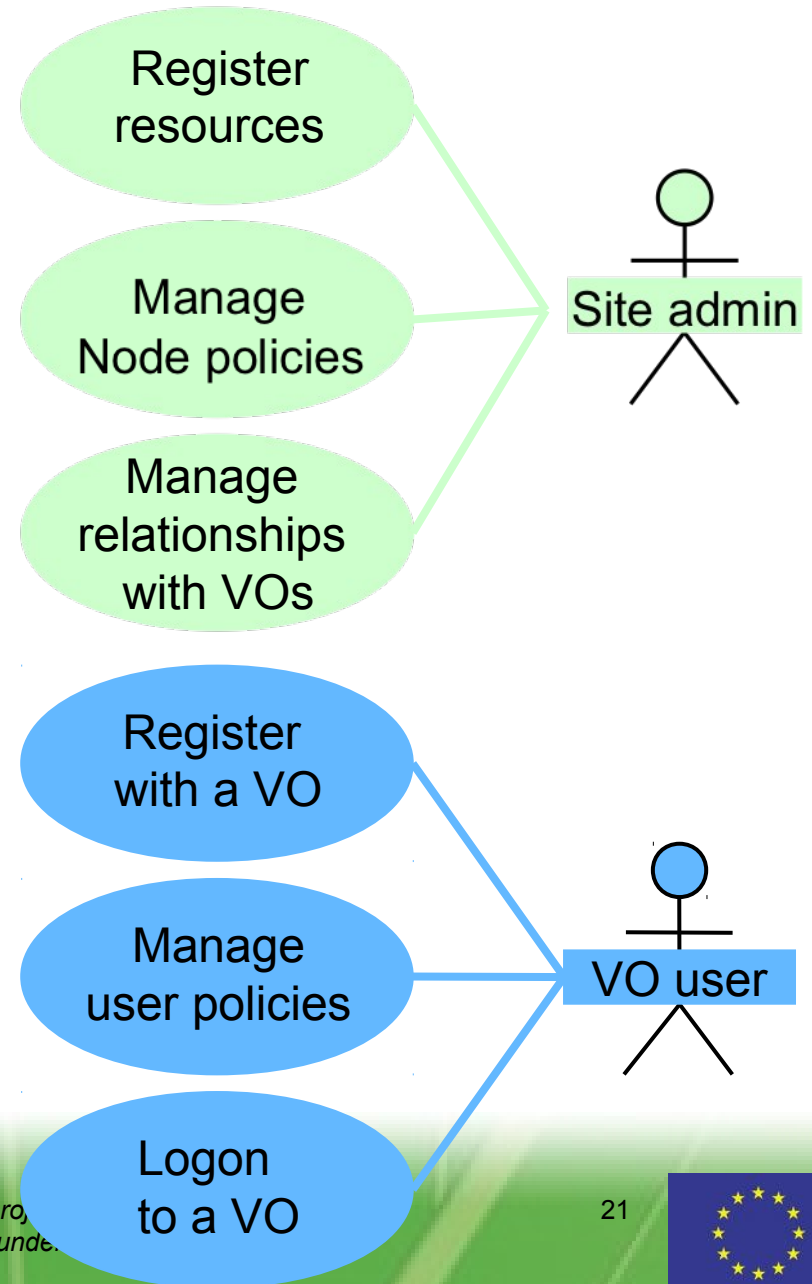 Register
resources
Manage
Node policies
Site admin
Manage
relationships
with VOs
Register
with a VO
Manage
user policies
VO user
Logon
to a VO
21